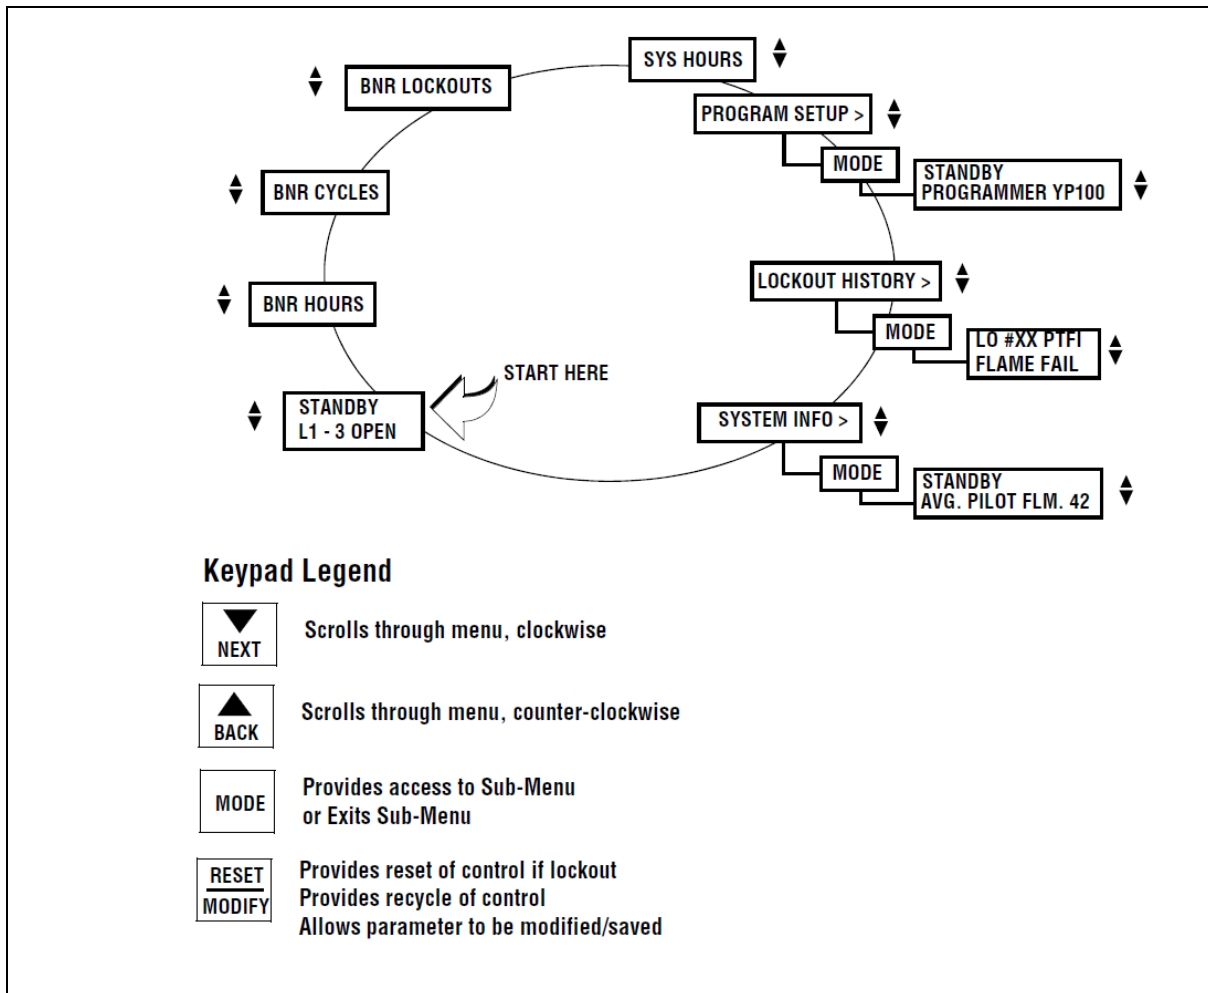 SYS HOURS
BNR LOCKOUTS
PROGRAM SETUP >
MODE
STANDBY
PROGRAMMER YP100
BNR CYCLES
LOCKOUT HISTORY >
BNR HOURS
MODE
LO #XX PTFI
FLAME FAIL
START HERE
STANDBY
L1 - 3 OPEN
SYSTEM INFO >
MODE
STANDBY
AVG. PILOT FLM. 42
Keypad Legend
NEXT
Scrolls through menu, clockwise
BACK
Scrolls through menu, counter-clockwise
MODE
Provides access to Sub-Menu
or Exits Sub-Menu
RESET
MODIFY
Provides reset of control if lockout
Provides recycle of control
Allows parameter to be modified/saved